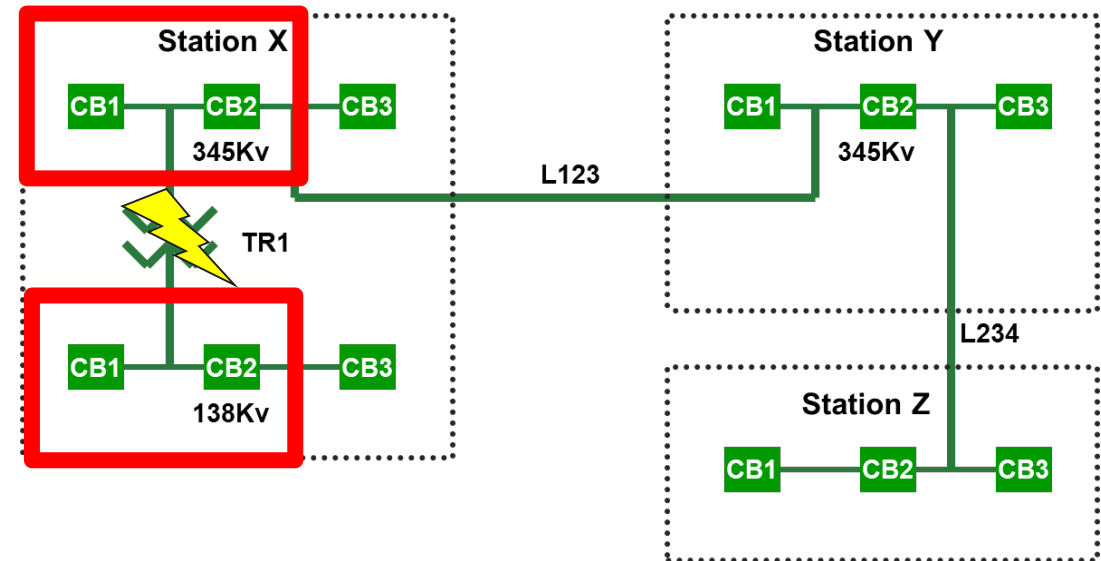 Station X
Station Y
CB1 CB2 CB3
CB1 CB2 CB3
345Kv
345Kv
L123
TR1
L234
CB1 CB2 CB3
138Kv
Station Z
CB1 CB2 CB3